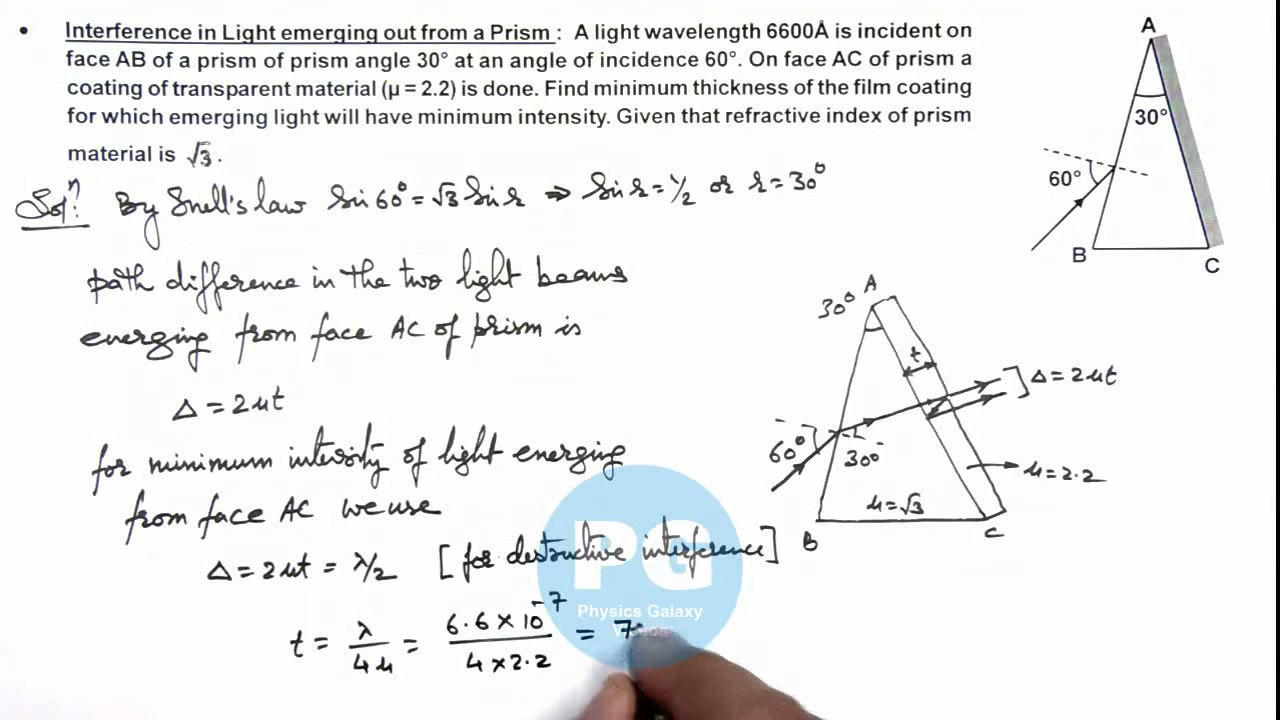 • Interference in Light emerging out from a Prism : A light wavelength 6600Å is incident on
face AB of a prism of prism angle 30° at an angle of incidence 60°. On face AC of prism a
coating of transparent material (μ = 2.2) is done. Find minimum thickness of the film coating
for which emerging light will have minimum intensity. Given that refractive index of prism
material is √3 .
A
30°
60°
B
C
Solⁿ: By Snell's law Sin 60° = √3 Sin r ⇒ Sin r = 1/2 or r = 30°
path difference in the two light beams
emerging from face AC of prism is
Δ = 2μt
for minimum intensity of light emerging
from face AC we use
Δ = 2μt = λ/2 [for destructive interference]
t = λ/4μ = 6.6 × 10⁻⁷/4 × 2.2 = 7
30° A
t
Δ = 2μt
60°
30°
μ = 2.2
μ = √3
B
C
PG
Physics Galaxy